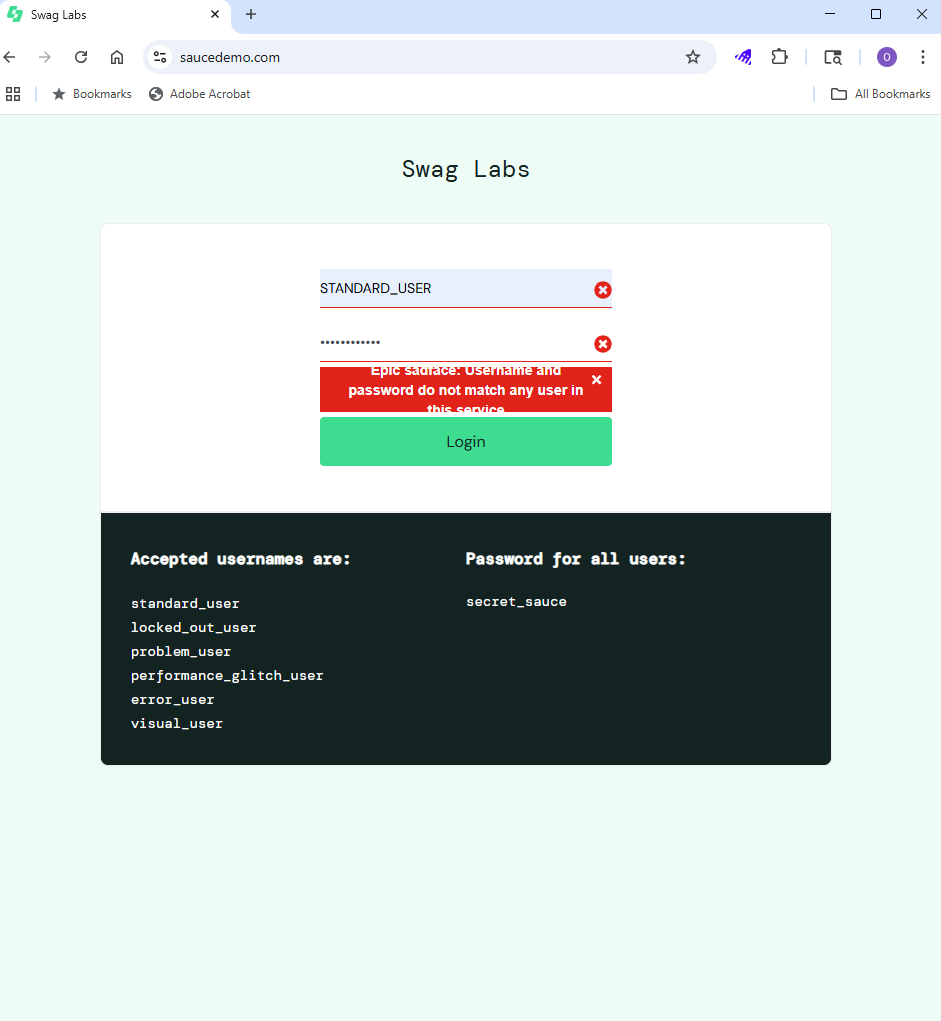 Swag Labs
saucedemo.com
O
Bookmarks
Adobe Acrobat
All Bookmarks
Swag Labs
STANDARD_USER
••••••••••••
Epic sadface: Username and
password do not match any user in
this service
Login
Accepted usernames are:
standard_user
locked_out_user
problem_user
performance_glitch_user
error_user
visual_user
Password for all users:
secret_sauce